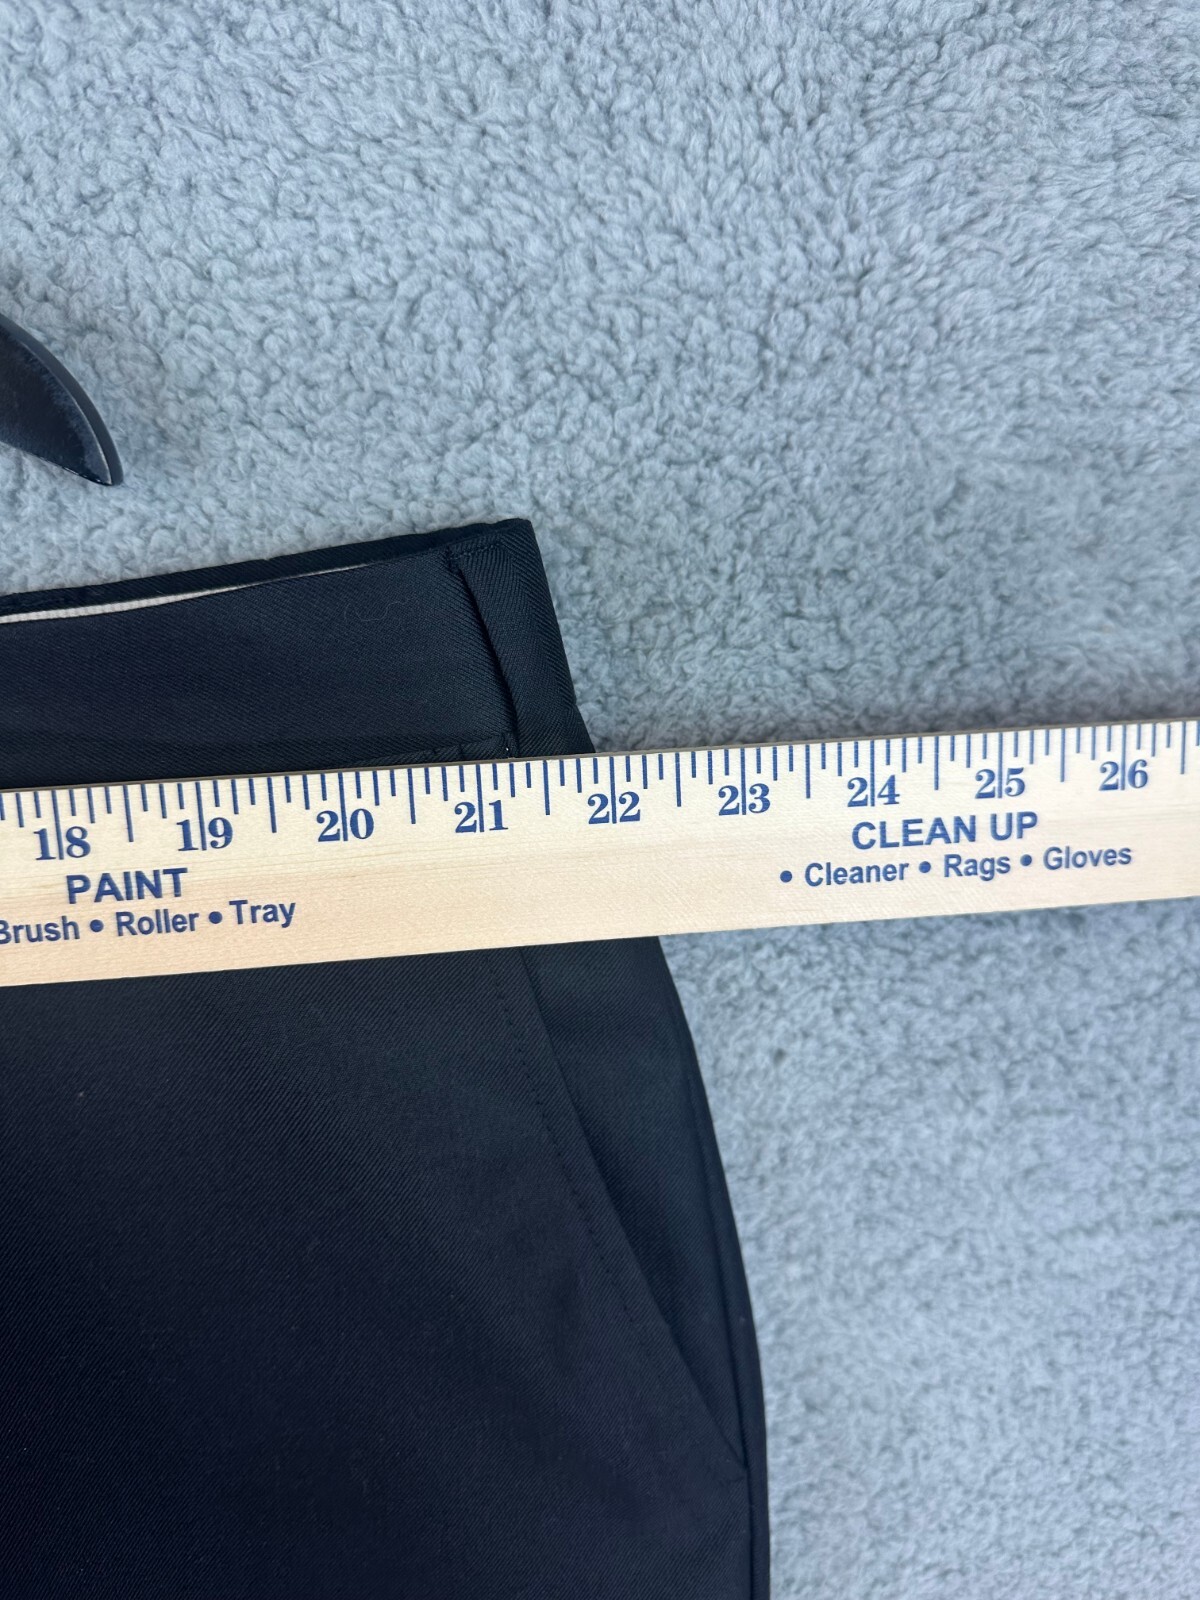 18 19 20 21 22 23 24 25 26
PAINT
Brush • Roller • Tray
CLEAN UP
• Cleaner • Rags • Gloves